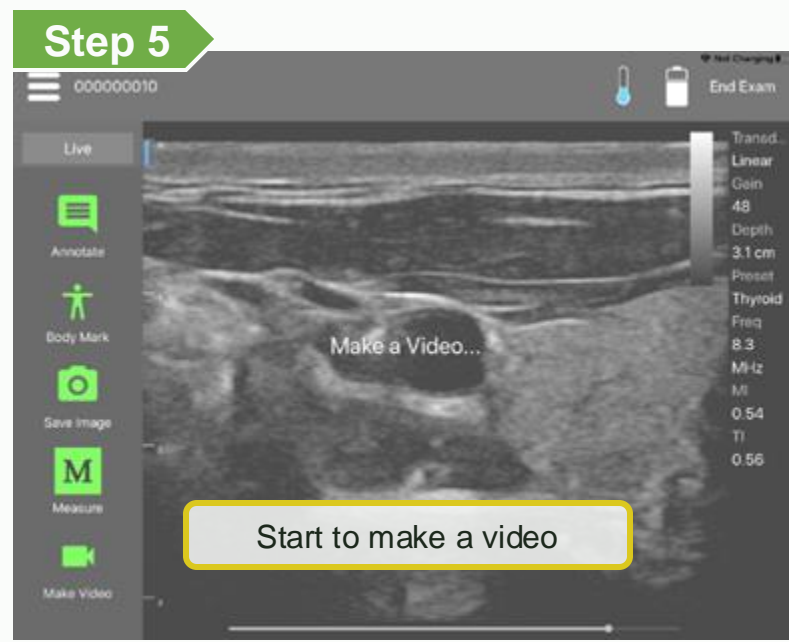 Step 5
Not Charging
000000010
End Exam
Live
Transd..
Linear
Gain
48
Annotate
Depth
3.1 cm
Preset
Thyroid
Body Mark
Freq
8.3
MHz
Make a Video...
MI
0.54
Save Image
TI
0.56
M
Measure
Start to make a video
Make Video